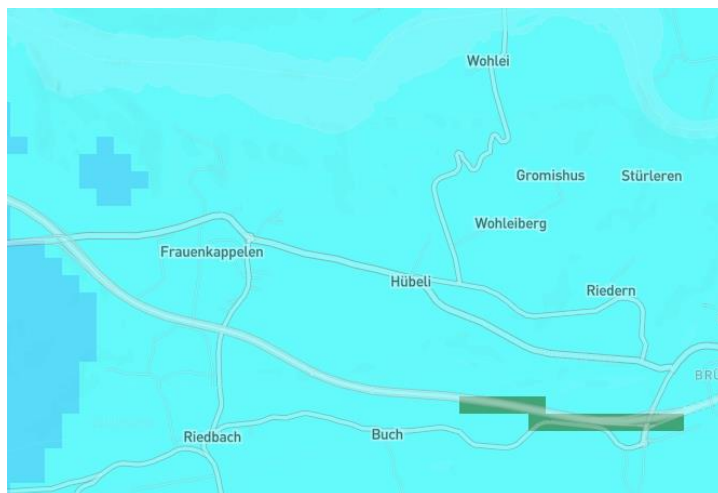 Wohlei
Gromishus
Stürleren
Wohleiberg
Frauenkappelen
Hübeli
Riedern
BRÜ
Riedbach
Buch